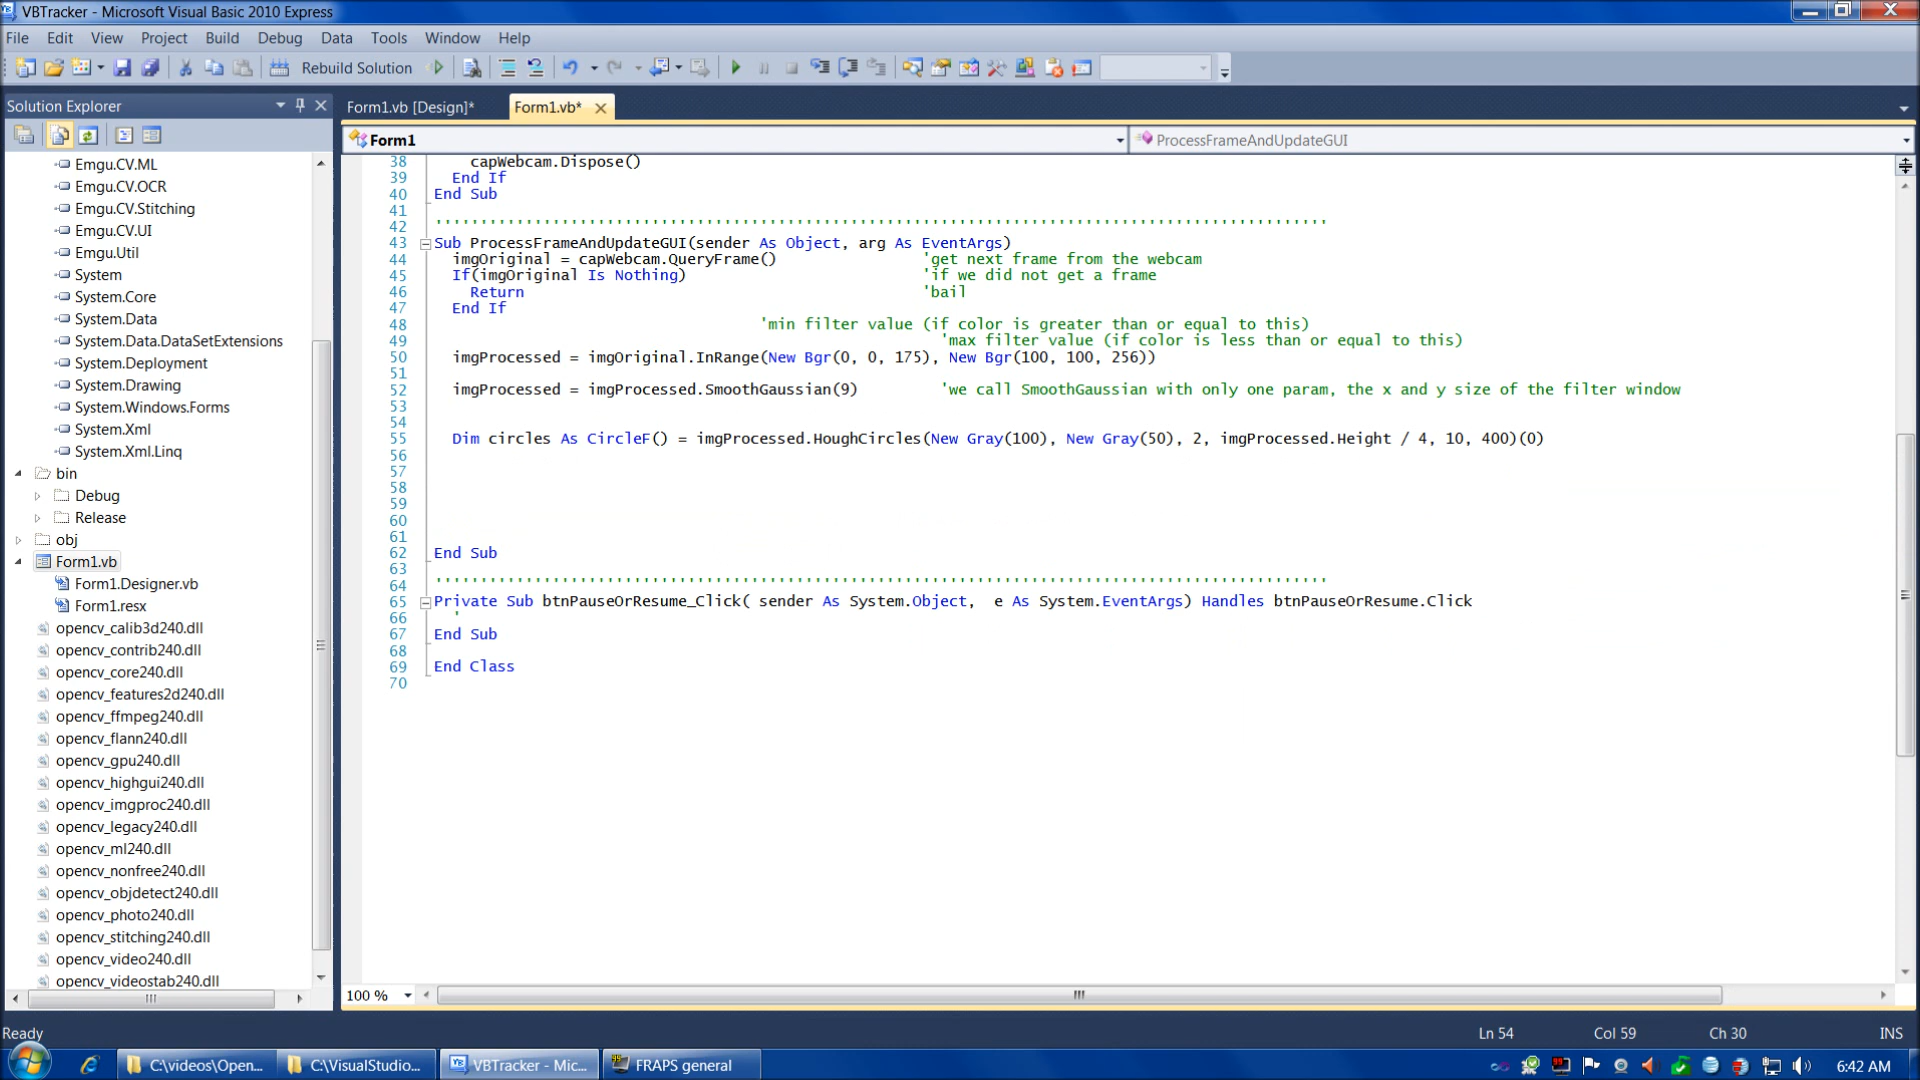 VBTracker - Microsoft Visual Basic 2010 Express
File Edit View Project Build Debug Data Tools Window Help
Rebuild Solution
Solution Explorer
Form1.vb [Design]*
Form1.vb*
Form1
ProcessFrameAndUpdateGUI
Emgu.CV.ML
Emgu.CV.OCR
Emgu.CV.Stitching
Emgu.CV.UI
Emgu.Util
System
System.Core
System.Data
System.Data.DataSetExtensions
System.Deployment
System.Drawing
System.Windows.Forms
System.Xml
System.Xml.Linq
bin
Debug
Release
obj
Form1.vb
Form1.Designer.vb
Form1.resx
opencv_calib3d240.dll
opencv_contrib240.dll
opencv_core240.dll
opencv_features2d240.dll
opencv_ffmpeg240.dll
opencv_flann240.dll
opencv_gpu240.dll
opencv_highgui240.dll
opencv_imgproc240.dll
opencv_legacy240.dll
opencv_ml240.dll
opencv_nonfree240.dll
opencv_objdetect240.dll
opencv_photo240.dll
opencv_stitching240.dll
opencv_video240.dll
opencv_videostab240.dll
38 capWebcam.Dispose()
39 End If
40 End Sub
41
42 '''''''''''''''''''''''''''''''''''''''''''''''''''''''''''''''''''''''''''''''''''''''''''''''''''
43 Sub ProcessFrameAndUpdateGUI(sender As Object, arg As EventArgs)
44 imgOriginal = capWebcam.QueryFrame() 'get next frame from the webcam
45 If(imgOriginal Is Nothing) 'if we did not get a frame
46 Return 'bail
47 End If
48 'min filter value (if color is greater than or equal to this)
49 'max filter value (if color is less than or equal to this)
50 imgProcessed = imgOriginal.InRange(New Bgr(0, 0, 175), New Bgr(100, 100, 256))
51
52 imgProcessed = imgProcessed.SmoothGaussian(9) 'we call SmoothGaussian with only one param, the x and y size of the filter window
53
54
55 Dim circles As CircleF() = imgProcessed.HoughCircles(New Gray(100), New Gray(50), 2, imgProcessed.Height / 4, 10, 400)(0)
56
57
58
59
60
61
62 End Sub
63
64 '''''''''''''''''''''''''''''''''''''''''''''''''''''''''''''''''''''''''''''''''''''''''''''''''''
65 Private Sub btnPauseOrResume_Click( sender As System.Object,  e As System.EventArgs) Handles btnPauseOrResume.Click
66 '
67 End Sub
68
69 End Class
70
100 %
Ready
Ln 54 Col 59 Ch 30 INS
C:\videos\Open...
C:\VisualStudio...
VBTracker - Mic...
FRAPS general
6:42 AM